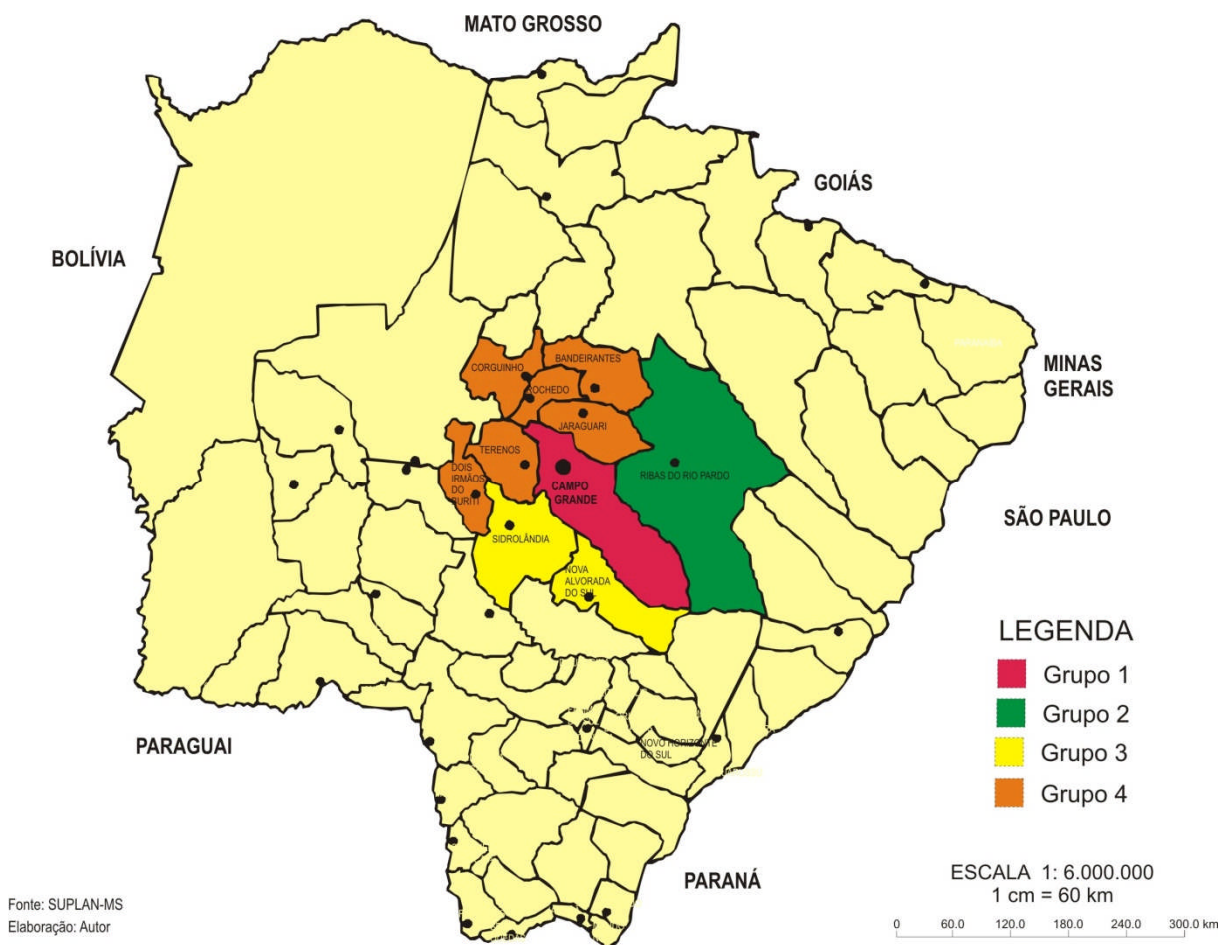 MATO GROSSO
GOIÁS
BOLÍVIA
MINAS
GERAIS
CORGUINHO
BANDEIRANTES
ROCHEDO
JARAGUARI
TERENOS
DOIS
IRMÃOS
DO
BURITI
CAMPO
GRANDE
RIBAS DO RIO PARDO
SÃO PAULO
SIDROLÂNDIA
NOVA
ALVORADA
DO SUL
LEGENDA
Grupo 1
Grupo 2
Grupo 3
Grupo 4
PARAGUAI
NOVO HORIZONTE
DO SUL
PARANÁ
ESCALA 1: 6.000.000
1 cm = 60 km
0 60.0 120.0 180.0 240.0 300.0 km
Fonte: SUPLAN-MS
Elaboração: Autor